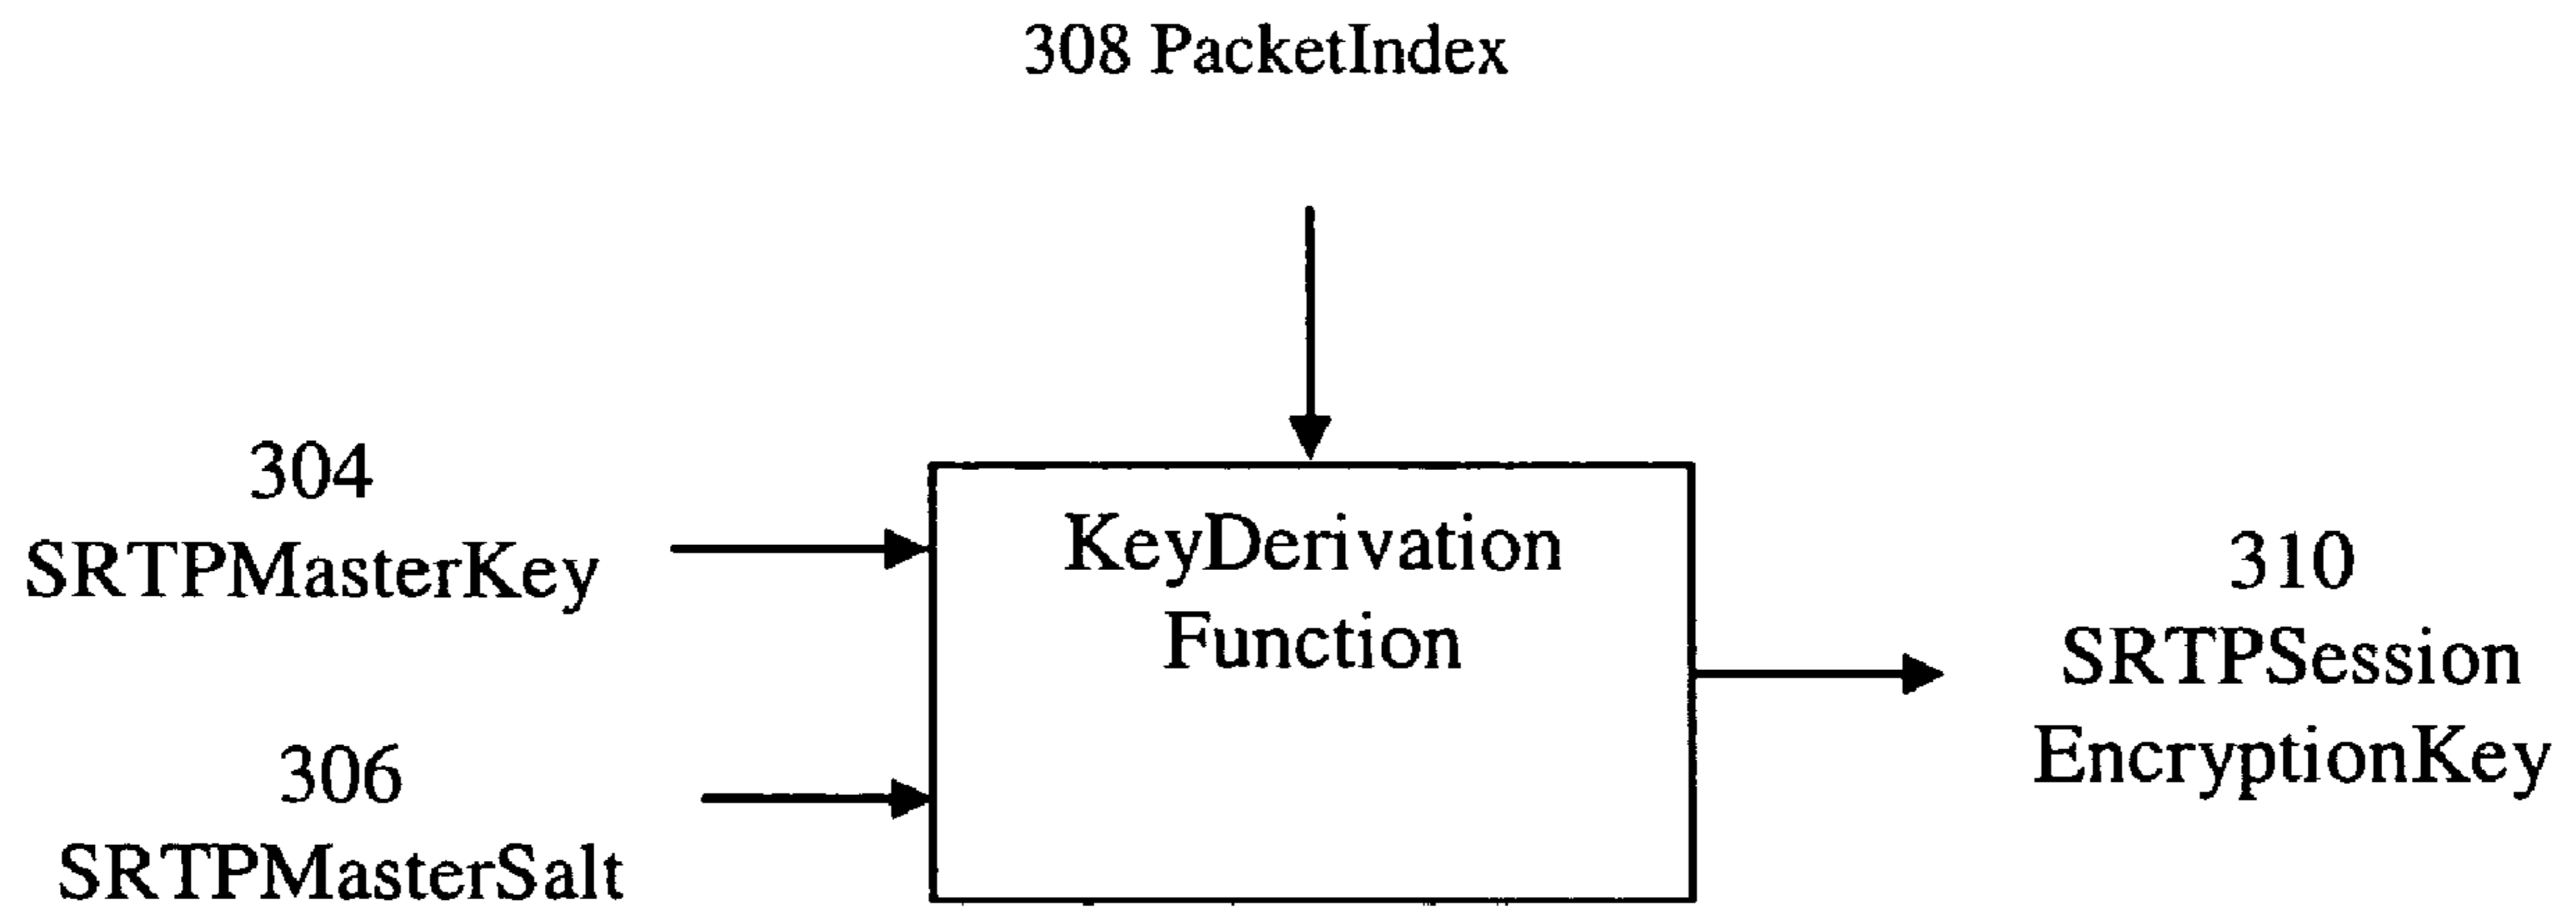 308 PacketIndex
304
SRTPMasterKey
306
SRTPMasterSalt
KeyDerivation
Function
310
SRTPSession
EncryptionKey